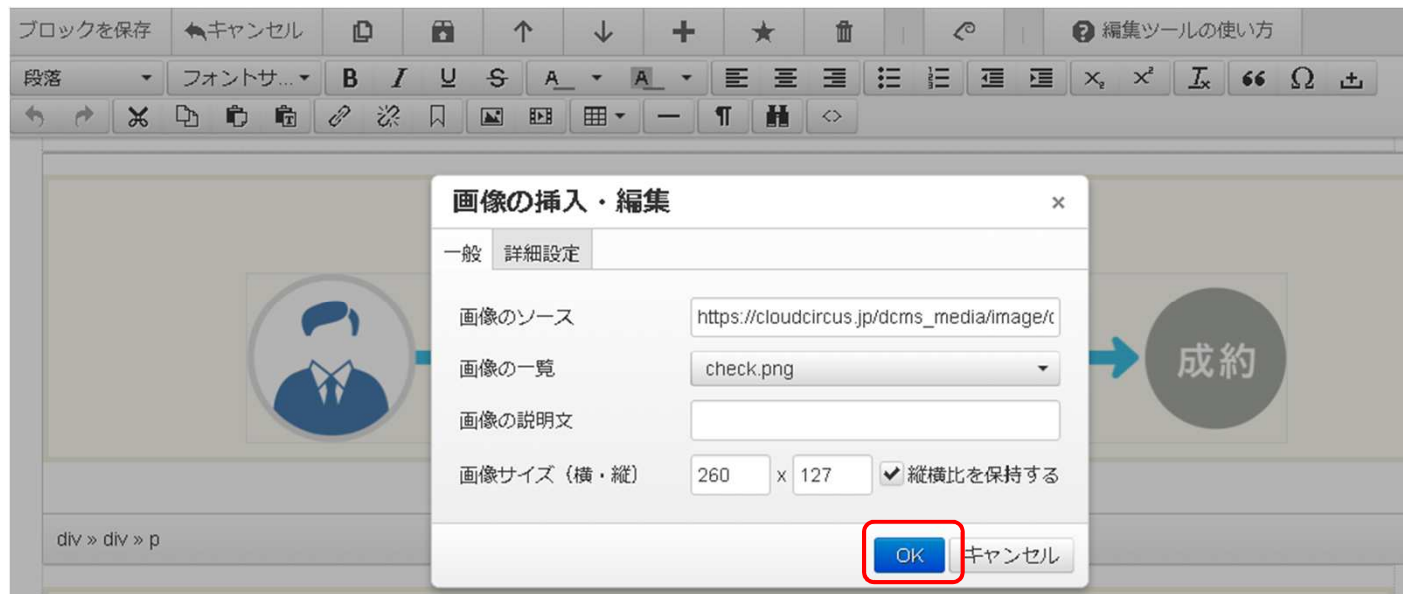 ブロックを保存 キャンセル 編集ツールの使い方
段落 フォントサ... B I U S A A X₂ X² Ix Ω
¶ <>
画像の挿入・編集 ×
一般 詳細設定
画像のソース https://cloudcircus.jp/dcms_media/image/c
画像の一覧 check.png
成約
画像の説明文
画像サイズ（横・縦） 260 x 127 縦横比を保持する
div » div » p
OK キャンセル